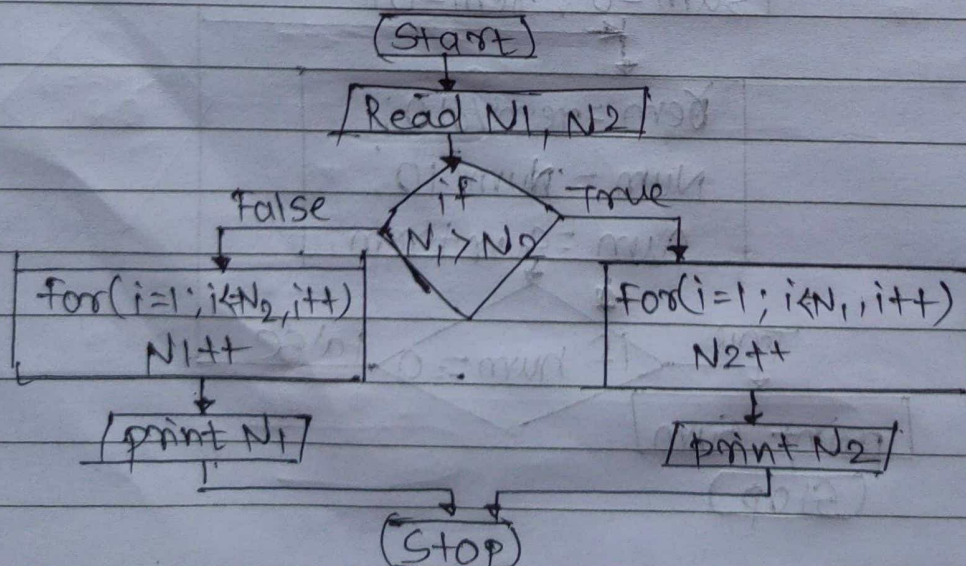 Start
Read N1, N2
if
N1 > N2
False
True
for(i=1; i<=N2, i++)
N1++
for(i=1; i<=N1, i++)
N2++
print N1
print N2
Stop